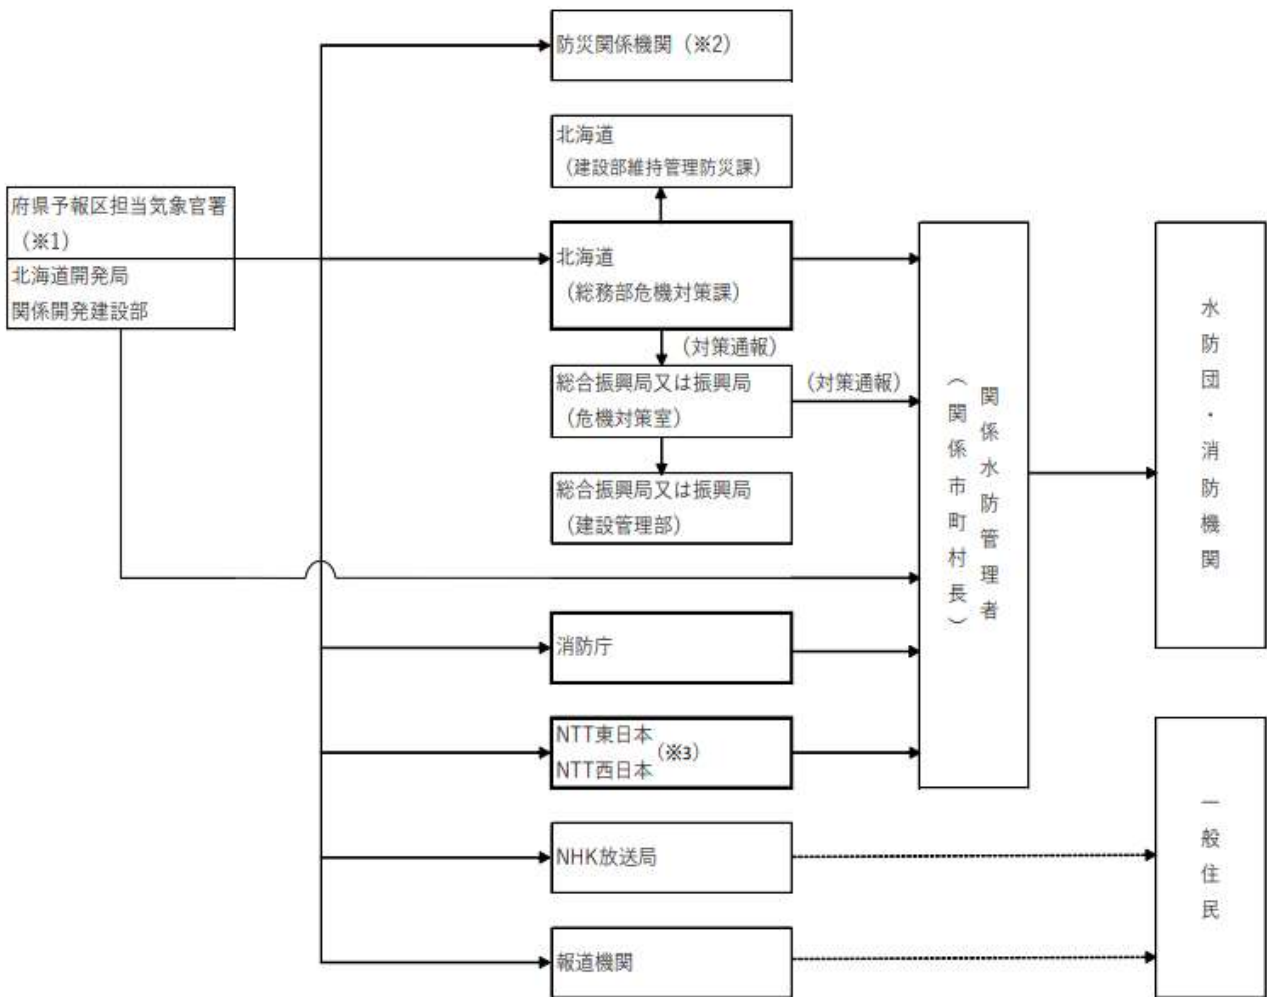 防災関係機関（※2）
北海道
（建設部維持管理防災課）
府県予報区担当気象官署
（※1）
北海道開発局
関係開発建設部
北海道
（総務部危機対策課）
（対策通報）
総合振興局又は振興局
（危機対策室）
（対策通報）
総合振興局又は振興局
（建設管理部）
消防庁
NTT東日本
NTT西日本
（※3）
NHK放送局
報道機関
関係水防管理者
（関係市町村長）
水防団・消防機関
一般住民